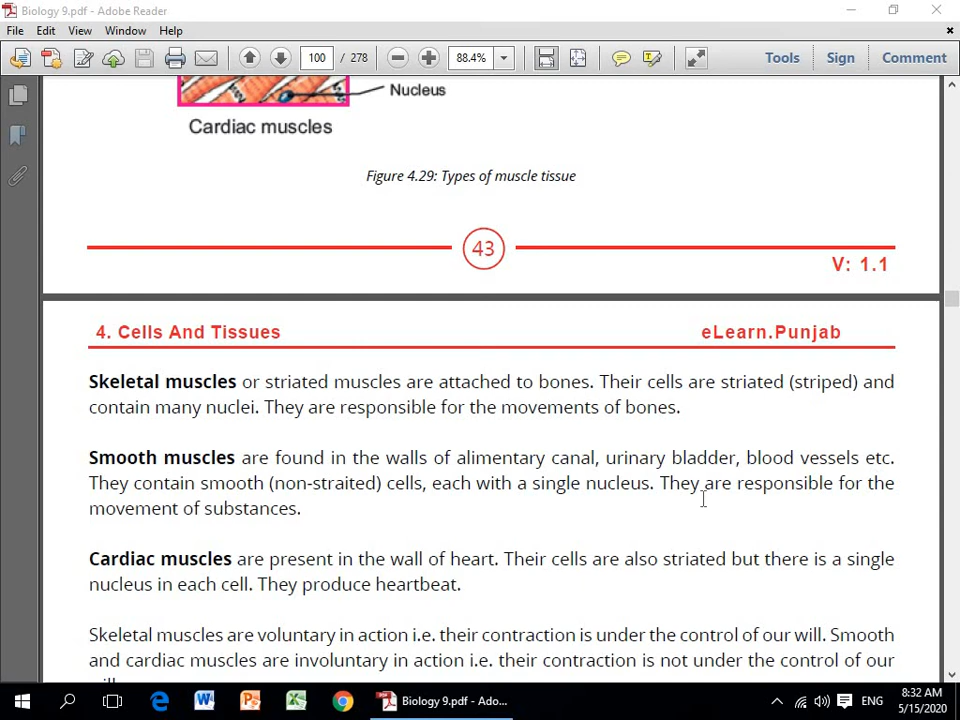 Biology 9.pdf - Adobe Reader
File Edit View Window Help
100 / 278 88.4% Tools Sign Comment
Nucleus
Cardiac muscles
Figure 4.29: Types of muscle tissue
43
V: 1.1
4. Cells And Tissues eLearn.Punjab
Skeletal muscles or striated muscles are attached to bones. Their cells are striated (striped) and
contain many nuclei. They are responsible for the movements of bones.
Smooth muscles are found in the walls of alimentary canal, urinary bladder, blood vessels etc.
They contain smooth (non-straited) cells, each with a single nucleus. They are responsible for the
movement of substances.
Cardiac muscles are present in the wall of heart. Their cells are also striated but there is a single
nucleus in each cell. They produce heartbeat.
Skeletal muscles are voluntary in action i.e. their contraction is under the control of our will. Smooth
and cardiac muscles are involuntary in action i.e. their contraction is not under the control of our
Biology 9.pdf - Ado...
ENG
8:32 AM
5/15/2020